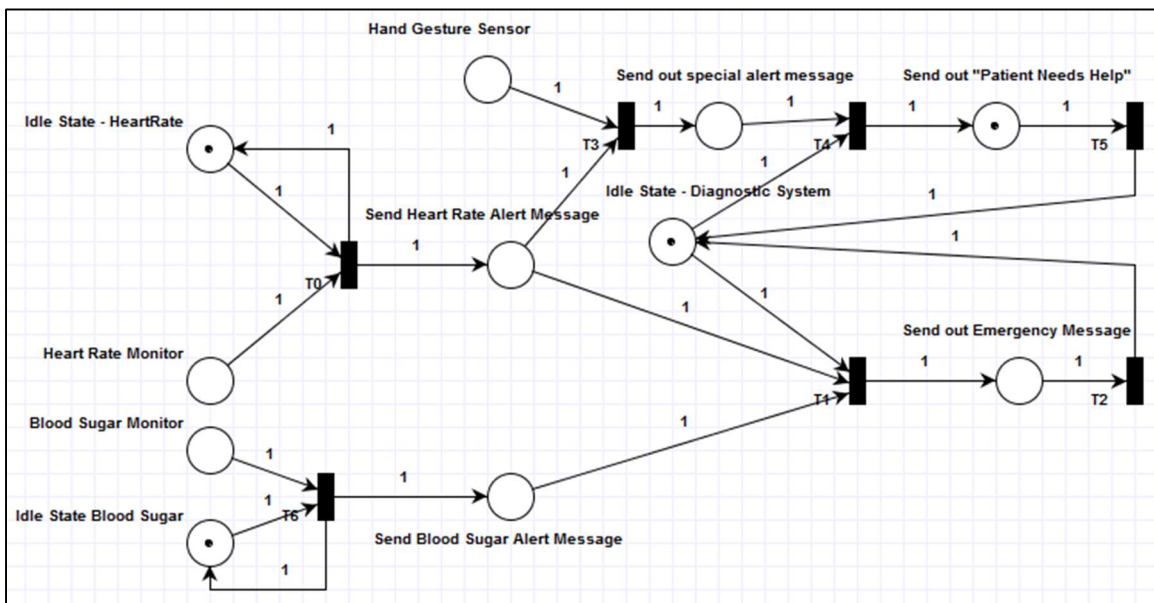 Hand Gesture Sensor
Send out special alert message
Send out "Patient Needs Help"
1
1
1
1
1
Idle State - HeartRate
1
T3
T4
T5
1
1
1
Idle State - Diagnostic System
1
Send Heart Rate Alert Message
1
1
T0
1
1
1
Send out Emergency Message
Heart Rate Monitor
1
1
T1
T2
Blood Sugar Monitor
1
1
1
1
Idle State Blood Sugar
T6
Send Blood Sugar Alert Message
1